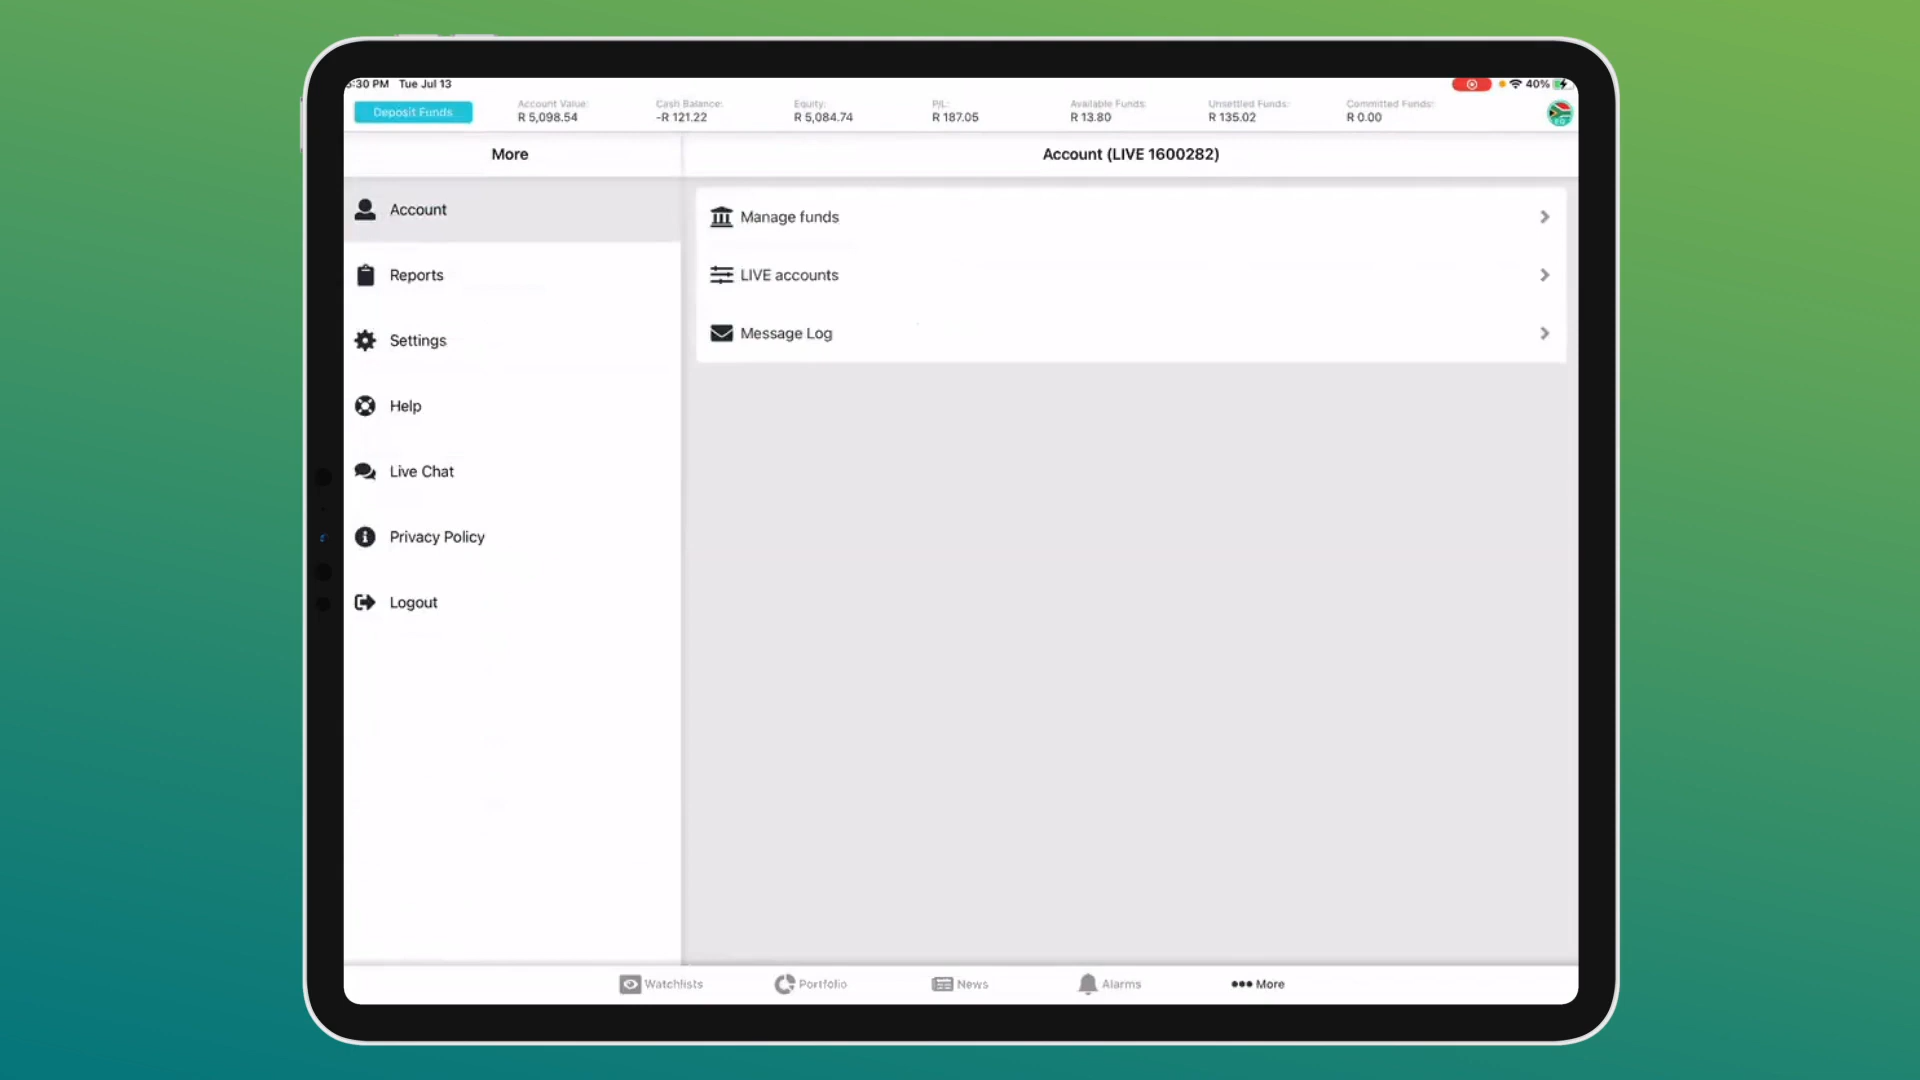 :30 PM Tue Jul 13
40%
Deposit Funds
Account Value:
R 5,098.54
Cash Balance:
-R 121.22
Equity:
R 5,084.74
P/L:
R 187.05
Available Funds:
R 13.80
Unsettled Funds:
R 135.02
Committed Funds:
R 0.00
EQ
More
Account (LIVE 1600282)
Account
Reports
Settings
Help
Live Chat
Privacy Policy
Logout
Manage funds
LIVE accounts
Message Log
Watchlists
Portfolio
News
Alarms
More